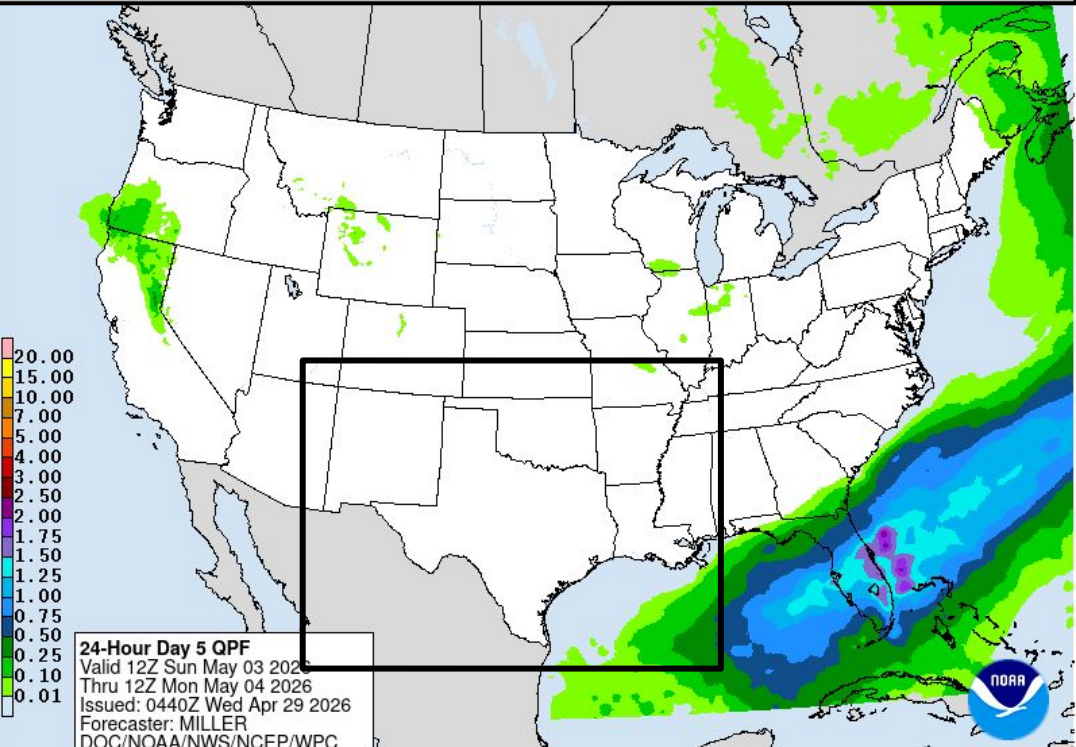 20.00
15.00
10.00
7.00
5.00
4.00
3.00
2.50
2.00
1.75
1.50
1.25
1.00
0.75
0.50
0.25
0.10
0.01
24-Hour Day 5 QPF
Valid 12Z Sun May 03 2026
Thru 12Z Mon May 04 2026
Issued: 0440Z Wed Apr 29 2026
Forecaster: MILLER
DOC/NOAA/NWS/NCEP/WPC
NOAA